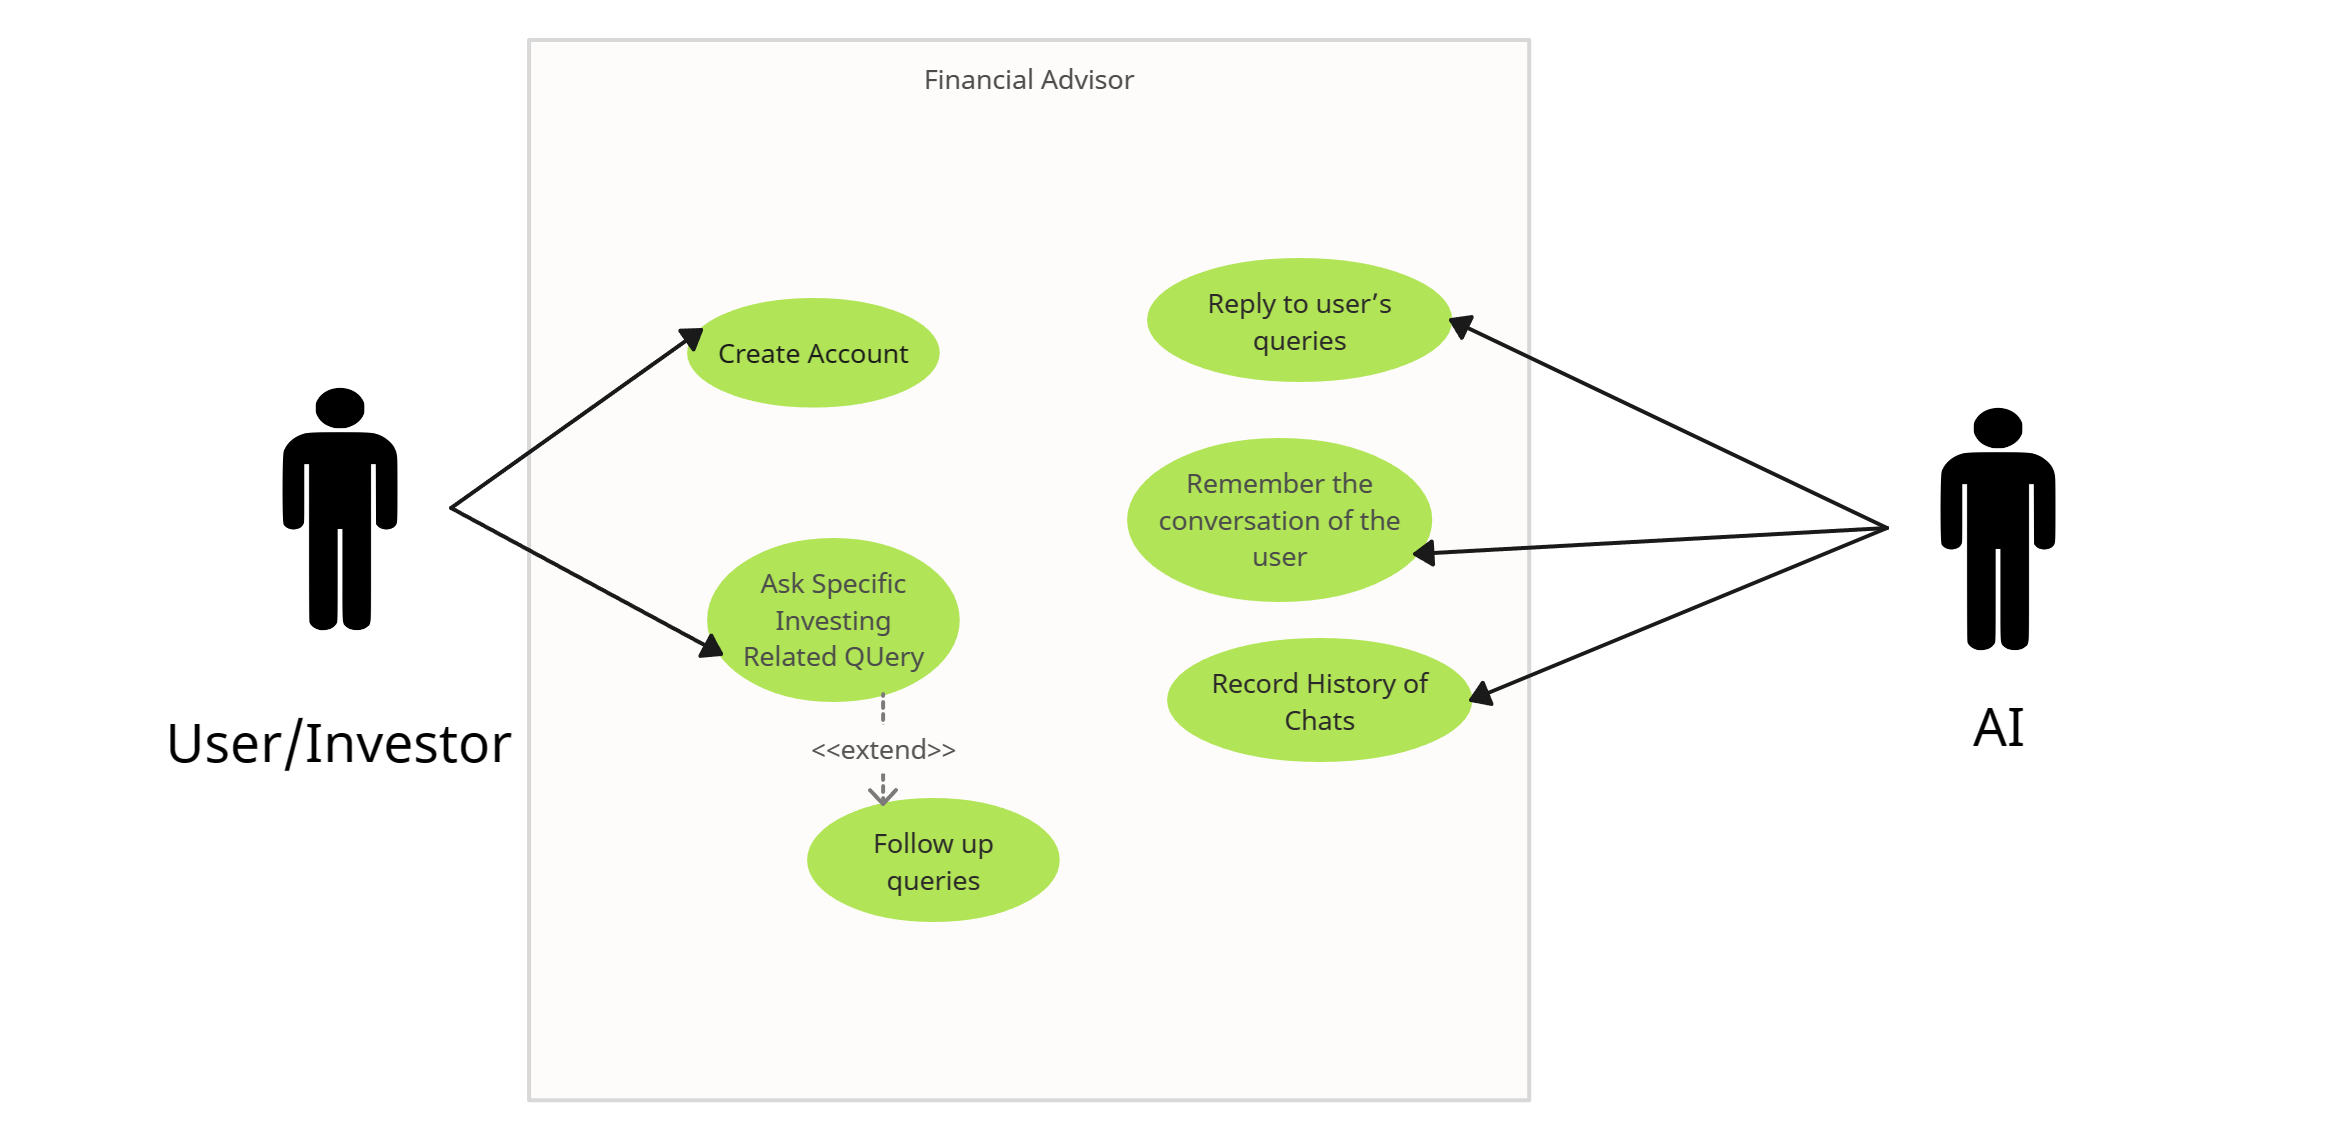 Financial Advisor
Create Account
Ask Specific
Investing
Related QUery
<<extend>>
Follow up
queries
Reply to user’s
queries
Remember the
conversation of the
user
Record History of
Chats
User/Investor
AI